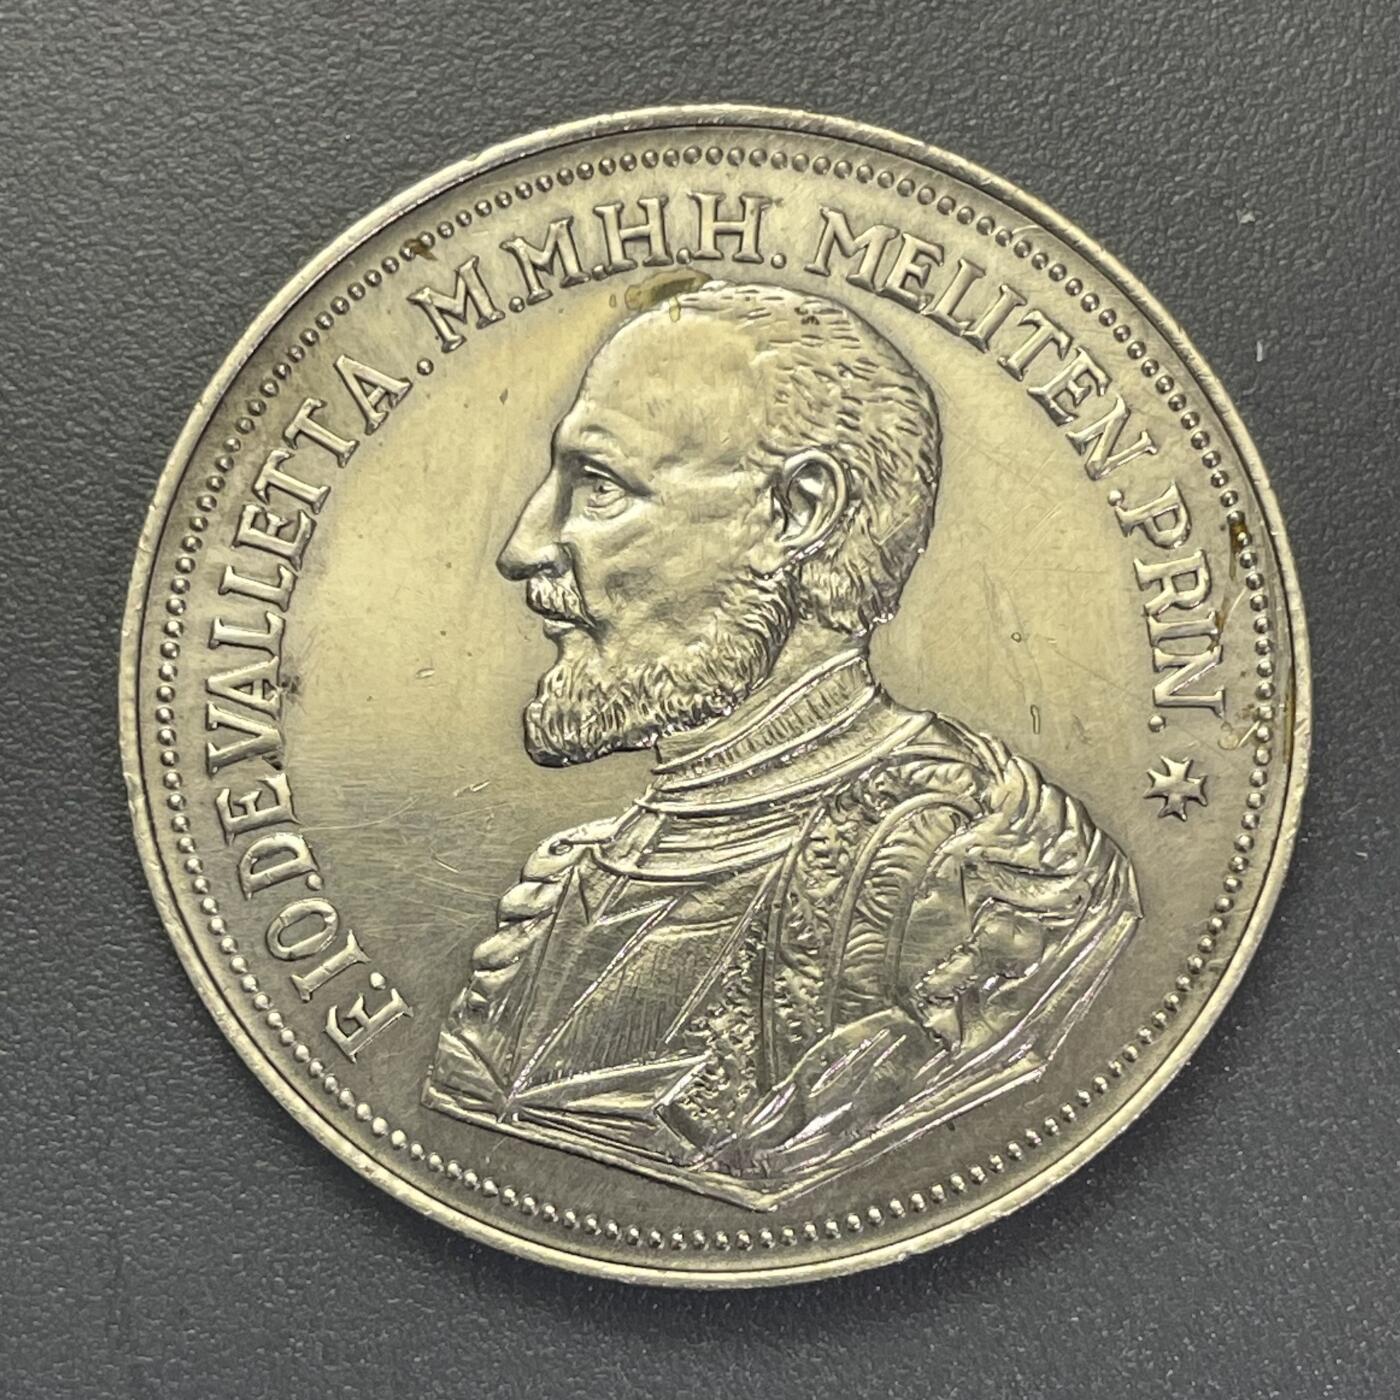 F. IO. DE VALLETTA . M.M.H.H. MELITEN . PRIN.